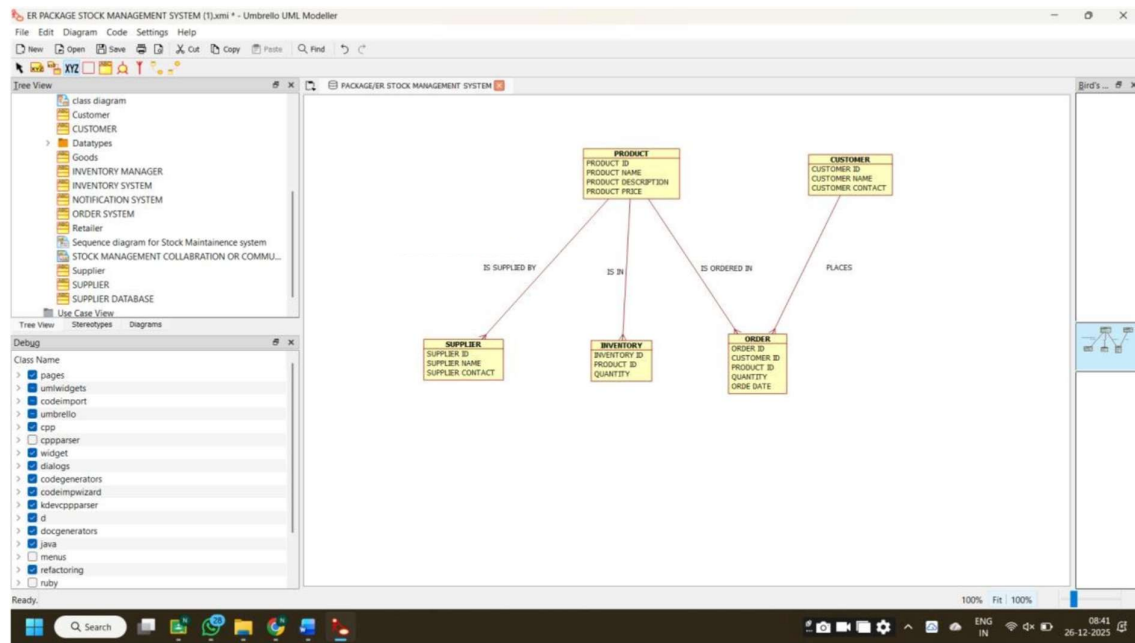 ER PACKAGE STOCK MANAGEMENT SYSTEM (1).xmi * - Umbrello UML Modeller
File Edit Diagram Code Settings Help
New Open Save Cut Copy Paste Find
XYZ
Tree View
PACKAGE/ER STOCK MANAGEMENT SYSTEM
Bird's ...
class diagram
Customer
CUSTOMER
Datatypes
Goods
INVENTORY MANAGER
INVENTORY SYSTEM
NOTIFICATION SYSTEM
ORDER SYSTEM
Retailer
Sequence diagram for Stock Maintainence system
STOCK MANAGEMENT COLLABRATION OR COMMU...
Supplier
SUPPLIER
SUPPLIER DATABASE
Use Case View
Tree View Stereotypes Diagrams
Debug
Class Name
pages
umlwidgets
codeimport
umbrello
cpp
cppparser
widget
dialogs
codegenerators
codeimpwizard
kdevcppparser
d
docgenerators
java
menus
refactoring
ruby
PRODUCT
PRODUCT ID
PRODUCT NAME
PRODUCT DESCRIPTION
PRODUCT PRICE
CUSTOMER
CUSTOMER ID
CUSTOMER NAME
CUSTOMER CONTACT
IS SUPPLIED BY
IS IN
IS ORDERED IN
PLACES
SUPPLIER
SUPPLIER ID
SUPPLIER NAME
SUPPLIER CONTACT
INVENTORY
INVENTORY ID
PRODUCT ID
QUANTITY
ORDER
ORDER ID
CUSTOMER ID
PRODUCT ID
QUANTITY
ORDE DATE
Ready.
100% Fit 100%
Search
28
ENG
IN
08:41
26-12-2025